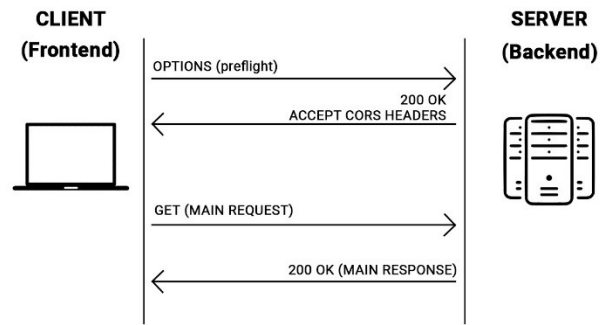 CLIENT
(Frontend)
SERVER
(Backend)
OPTIONS (preflight)
200 OK
ACCEPT CORS HEADERS
GET (MAIN REQUEST)
200 OK (MAIN RESPONSE)